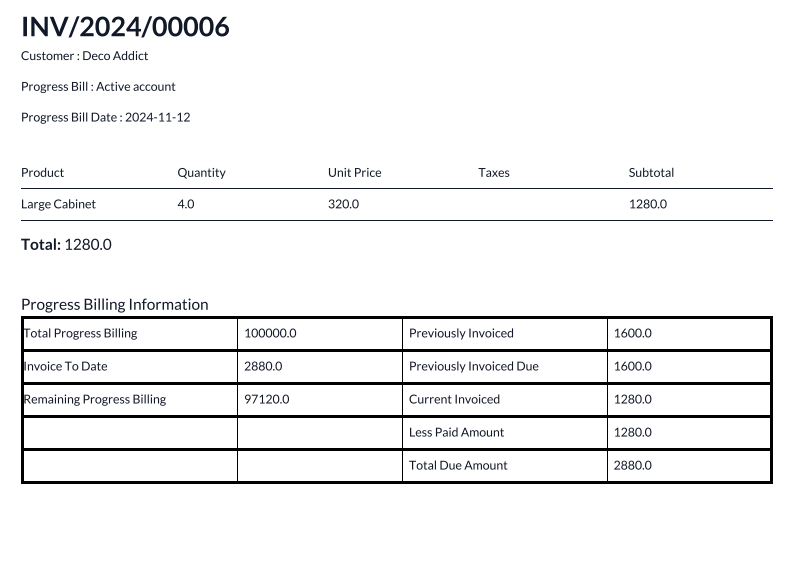 INV/2024/00006
Customer : Deco Addict
Progress Bill : Active account
Progress Bill Date : 2024-11-12
Product Quantity Unit Price Taxes Subtotal
Large Cabinet 4.0 320.0 1280.0
Total: 1280.0
Progress Billing Information
Total Progress Billing 100000.0 Previously Invoiced 1600.0
Invoice To Date 2880.0 Previously Invoiced Due 1600.0
Remaining Progress Billing 97120.0 Current Invoiced 1280.0
Less Paid Amount 1280.0
Total Due Amount 2880.0